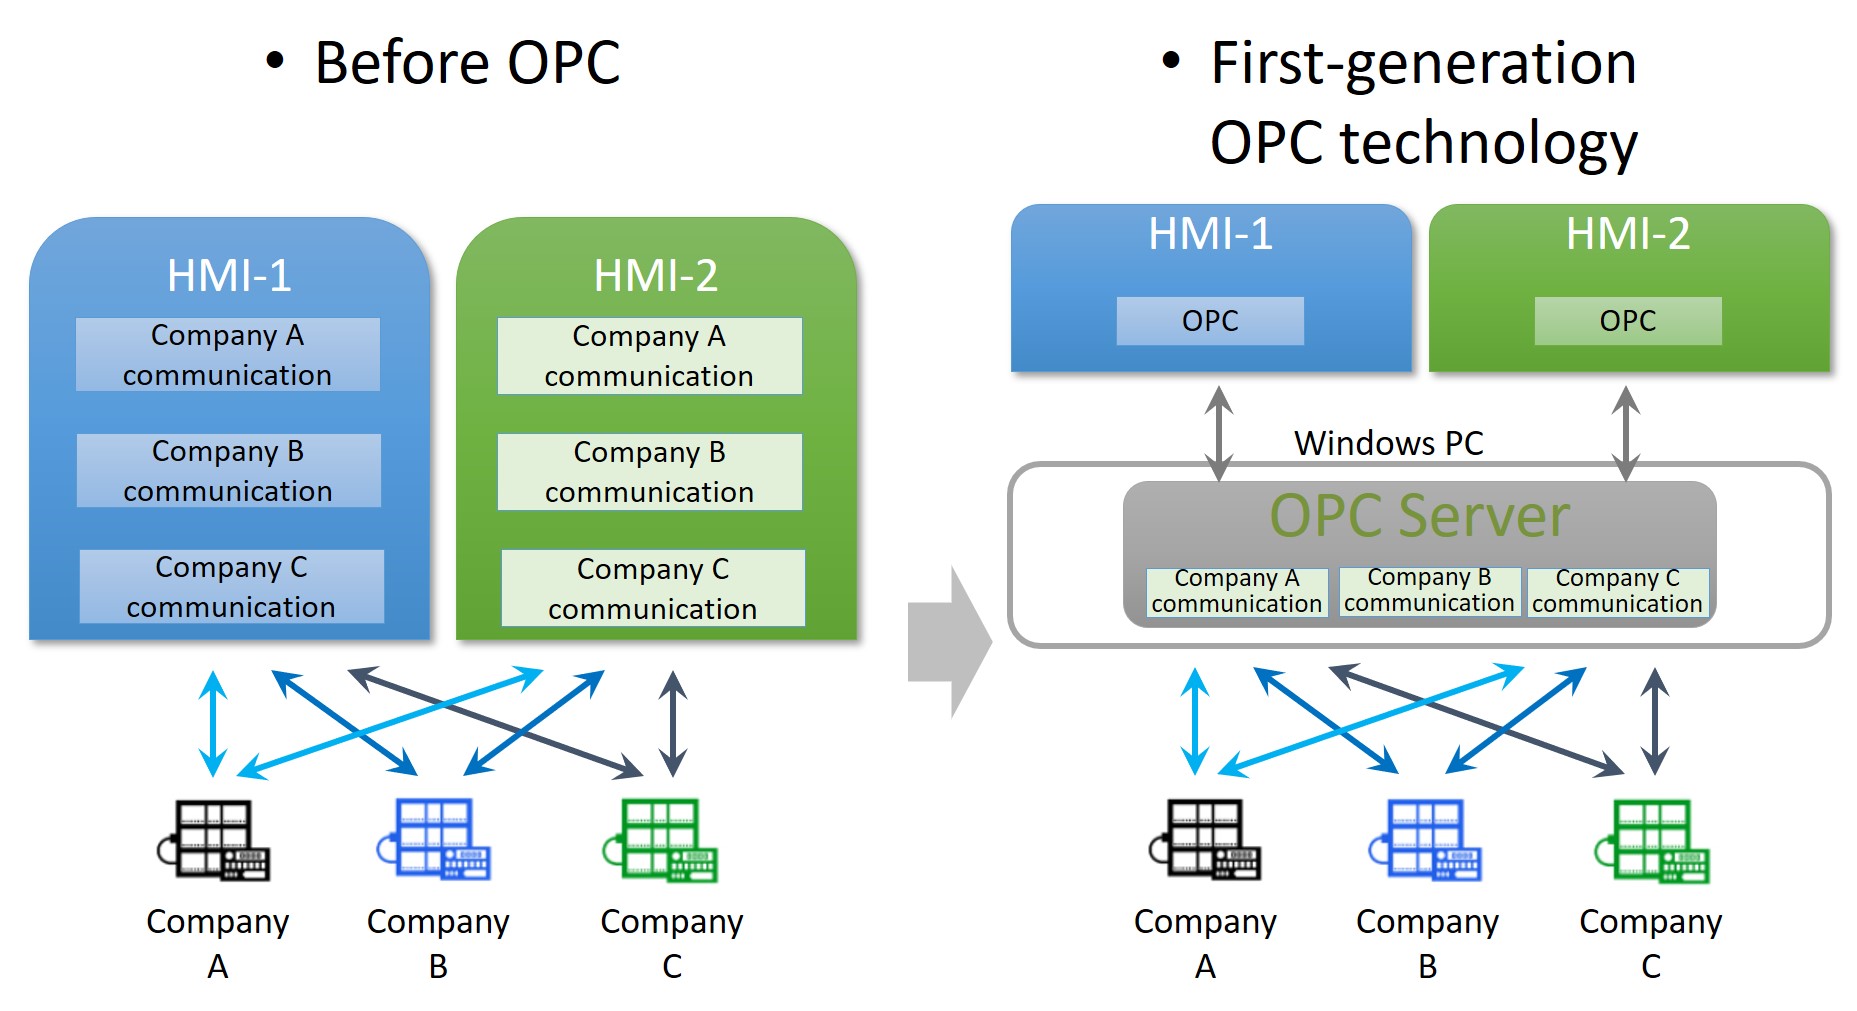 • Before OPC
HMI-1
Company A
communication
Company B
communication
Company C
communication
HMI-2
Company A
communication
Company B
communication
Company C
communication
Company
A
Company
B
Company
C
• First-generation
OPC technology
HMI-1
OPC
HMI-2
OPC
Windows PC
OPC Server
Company A
communication
Company B
communication
Company C
communication
Company
A
Company
B
Company
C